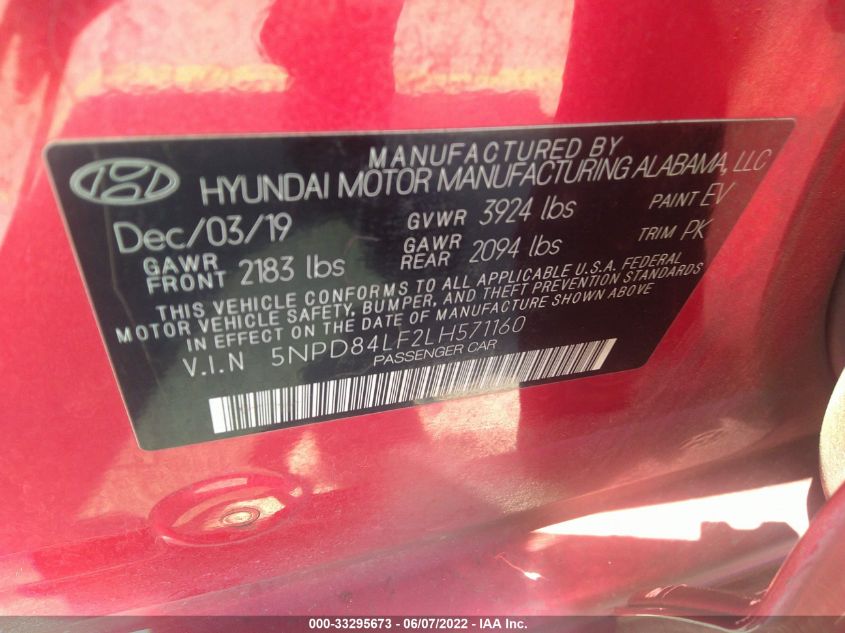 MANUFACTURED BY
HYUNDAI MOTOR MANUFACTURING ALABAMA, LLC
Dec/03/19
GVWR 3924 lbs
PAINT EV
GAWR FRONT 2183 lbs
GAWR REAR 2094 lbs
TRIM PK
THIS VEHICLE CONFORMS TO ALL APPLICABLE U.S.A. FEDERAL
MOTOR VEHICLE SAFETY, BUMPER, AND THEFT PREVENTION STANDARDS
IN EFFECT ON THE DATE OF MANUFACTURE SHOWN ABOVE
V.I.N 5NPD84LF2LH571160
PASSENGER CAR
000-33295673 - 06/07/2022 - IAA Inc.